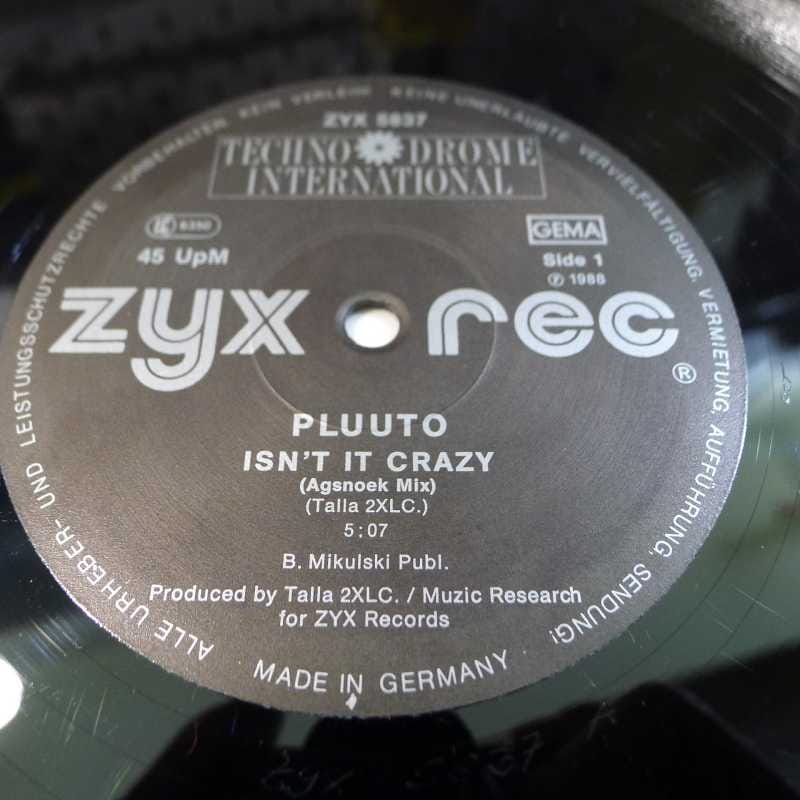 ALLE URHEBER- UND LEISTUNGSSCHUTZRECHTE VORBEHALTEN KEIN VERLEIH! KEINE UNERLAUBTE VERVIELFÄLTIGUNG, VERMIETUNG, AUFFÜHRUNG, SENDUNG!
ZYX 5837
TECHNO DROME
INTERNATIONAL
LC 6350
GEMA
45 UpM
Side 1
℗ 1988
zyx rec
®
PLUUTO
ISN'T IT CRAZY
(Agsnoek Mix)
(Talla 2XLC.)
5:07
B. Mikulski Publ.
Produced by Talla 2XLC. / Muzic Research
for ZYX Records
MADE IN GERMANY